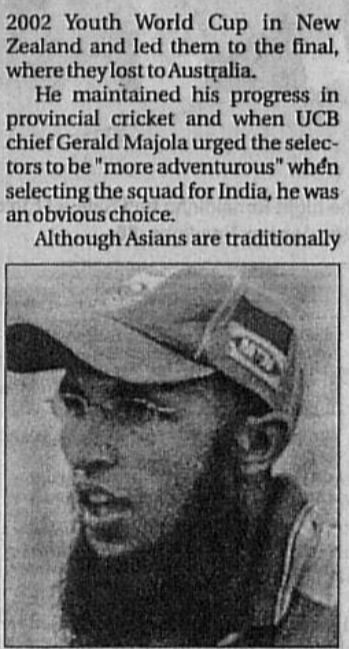 2002 Youth World Cup in New
Zealand and led them to the final,
where they lost to Australia.
He maintained his progress in
provincial cricket and when UCB
chief Gerald Majola urged the selec-
tors to be "more adventurous" when
selecting the squad for India, he was
an obvious choice.
Although Asians are traditionally
MTN